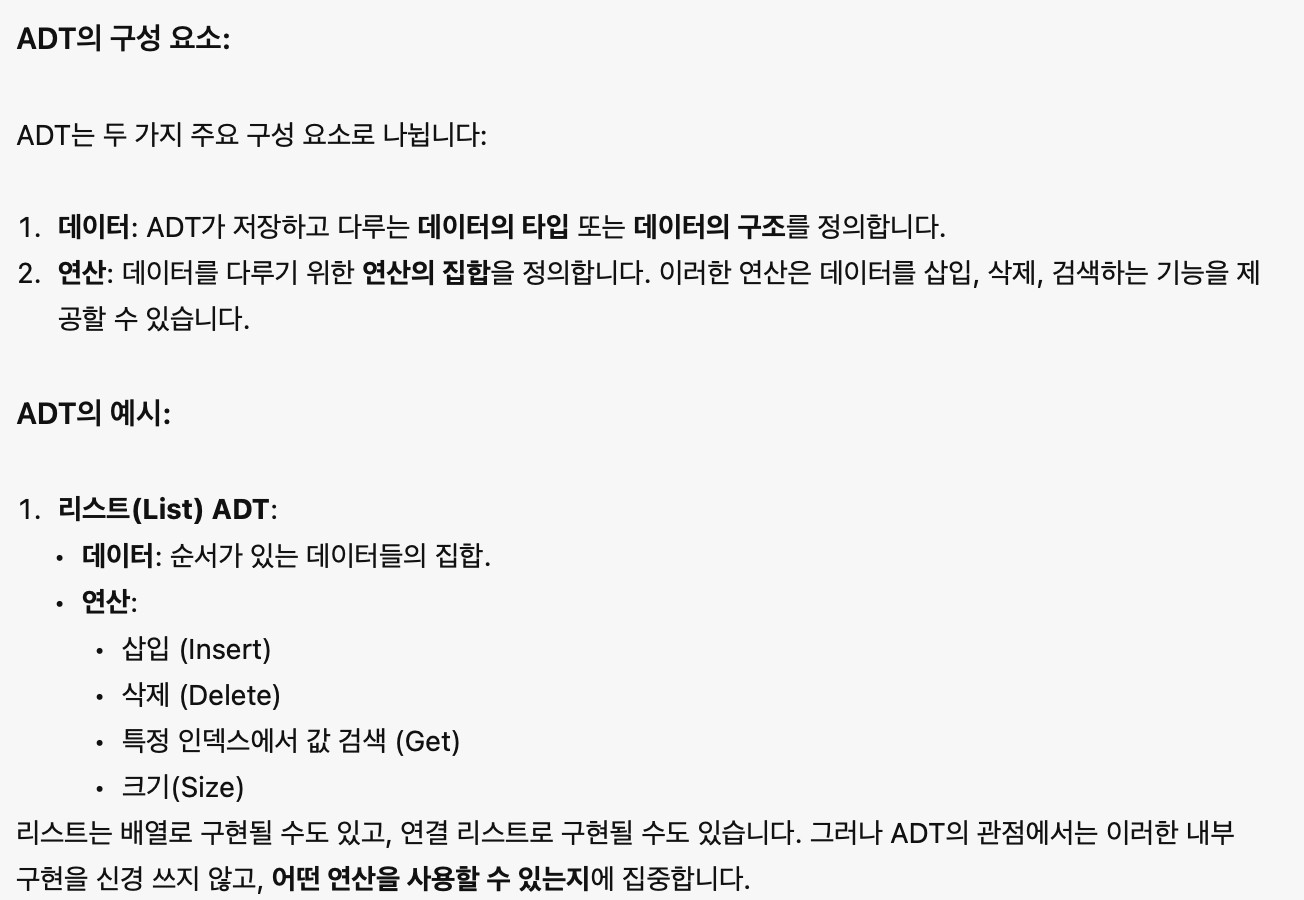 ADT의 구성 요소:
ADT는 두 가지 주요 구성 요소로 나뉩니다:
1. 데이터: ADT가 저장하고 다루는 데이터의 타입 또는 데이터의 구조를 정의합니다.
2. 연산: 데이터를 다루기 위한 연산의 집합을 정의합니다. 이러한 연산은 데이터를 삽입, 삭제, 검색하는 기능을 제
공할 수 있습니다.
ADT의 예시:
1. 리스트(List) ADT:
• 데이터: 순서가 있는 데이터들의 집합.
• 연산:
• 삽입 (Insert)
• 삭제 (Delete)
• 특정 인덱스에서 값 검색 (Get)
• 크기(Size)
리스트는 배열로 구현될 수도 있고, 연결 리스트로 구현될 수도 있습니다. 그러나 ADT의 관점에서는 이러한 내부
구현을 신경 쓰지 않고, 어떤 연산을 사용할 수 있는지에 집중합니다.